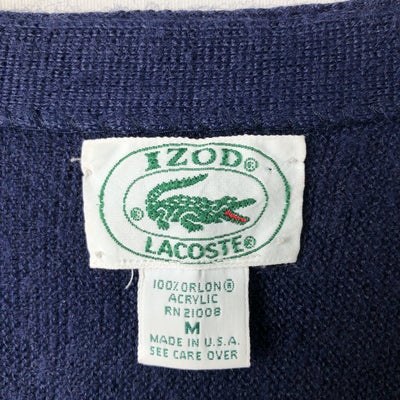 IZOD®
LACOSTE®
100% ORLON®
ACRYLIC
RN 21008
M
MADE IN U.S.A.
SEE CARE OVER